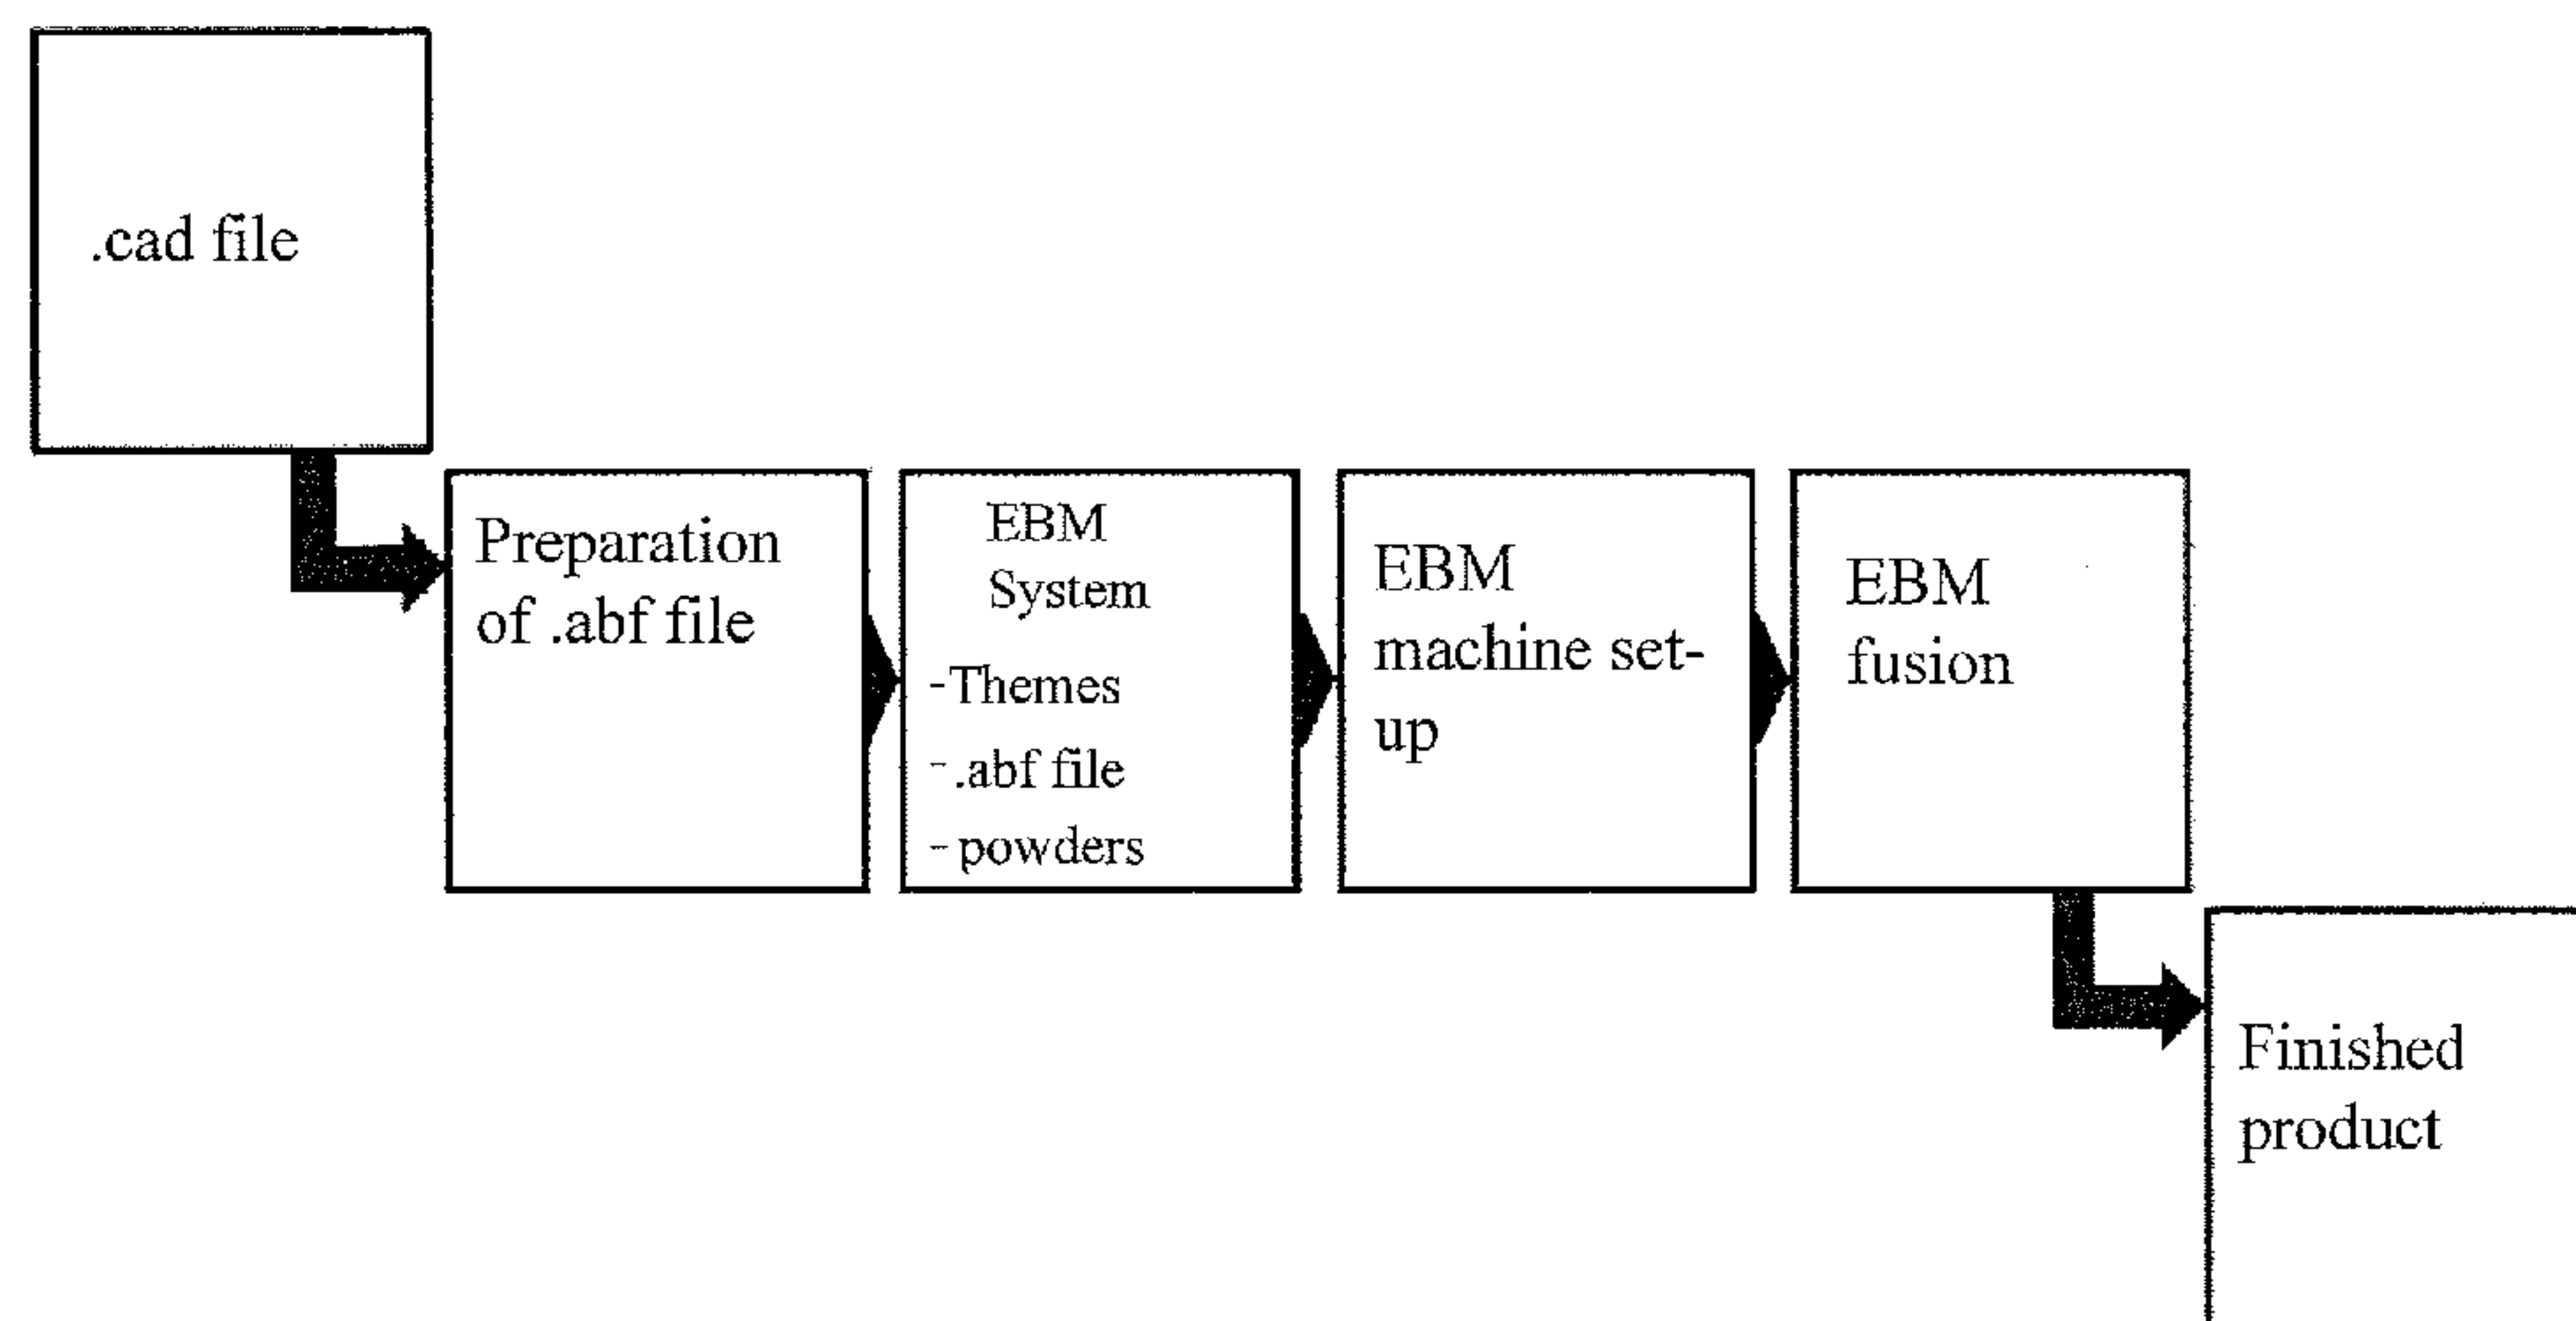 .cad file
Preparation
of .abf file
EBM
System
-Themes
-.abf file
-powders
EBM
machine set-
up
EBM
fusion
Finished
product